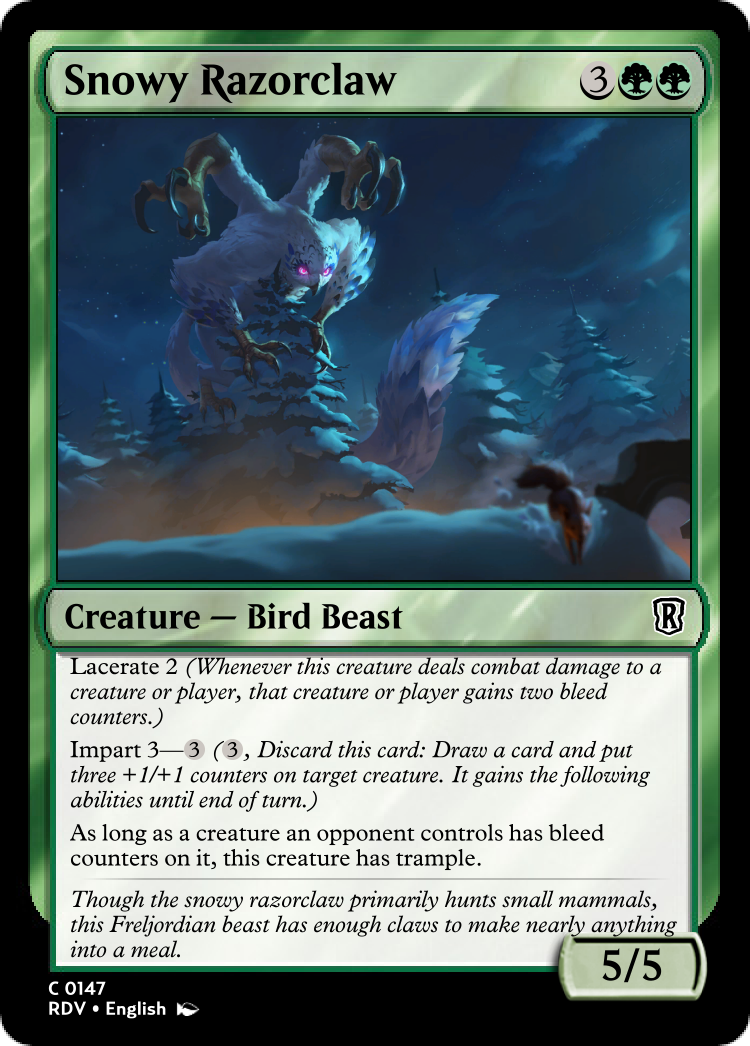 Snowy Razorclaw 3
Creature — Bird Beast R
Lacerate 2 (Whenever this creature deals combat damage to a
creature or player, that creature or player gains two bleed
counters.)
Impart 3—3 (3, Discard this card: Draw a card and put
three +1/+1 counters on target creature. It gains the following
abilities until end of turn.)
As long as a creature an opponent controls has bleed
counters on it, this creature has trample.
Though the snowy razorclaw primarily hunts small mammals,
this Freljordian beast has enough claws to make nearly anything
into a meal.
5/5
C 0147
RDV • English